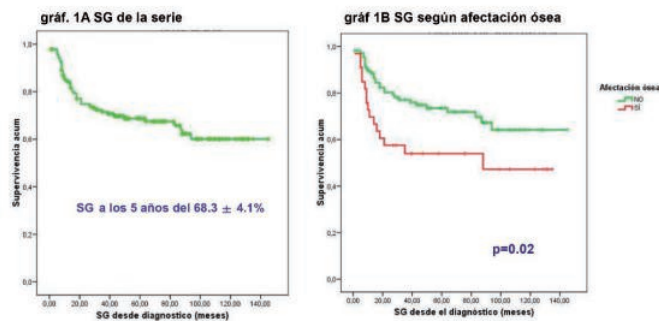 gráf. 1A SG de la serie
Supervivencia acum
1,0
0,8
0,6
0,4
0,2
0,0
SG a los 5 años del 68.3 ± 4.1%
0,00 20,00 40,00 60,00 80,00 100,00 120,00 140,00
SG desde diagnostico (meses)
gráf 1B SG según afectación ósea
Supervivencia acum
1,0
0,8
0,6
0,4
0,2
0,0
p=0.02
0,00 20,00 40,00 60,00 80,00 100,00 120,00 140,00
SG desde el diagnóstico (meses)
Afectación ósea
NO
SÍ